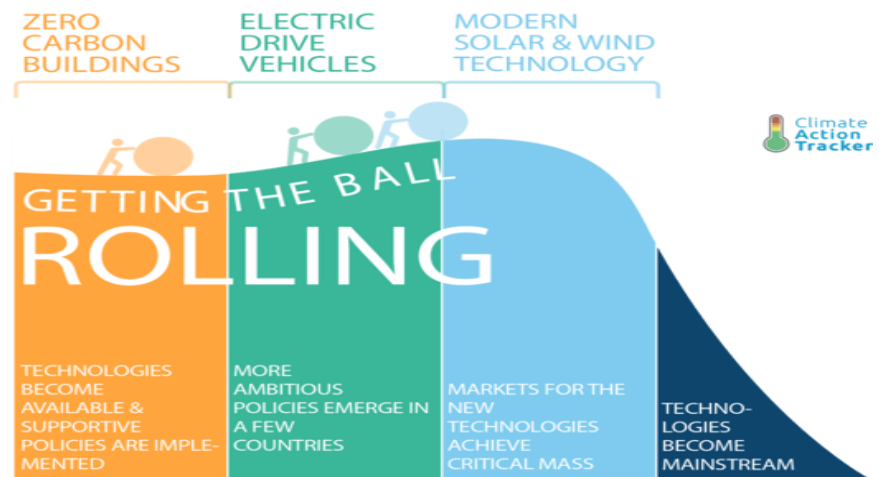 ZERO
CARBON
BUILDINGS
ELECTRIC
DRIVE
VEHICLES
MODERN
SOLAR & WIND
TECHNOLOGY
Climate
Action
Tracker
GETTING THE BALL
ROLLING
TECHNOLOGIES
BECOME
AVAILABLE &
SUPPORTIVE
POLICIES ARE IMPLE-
MENTED
MORE
AMBITIOUS
POLICIES EMERGE IN
A FEW
COUNTRIES
MARKETS FOR THE
NEW
TECHNOLOGIES
ACHIEVE
CRITICAL MASS
TECHNO-
LOGIES
BECOME
MAINSTREAM